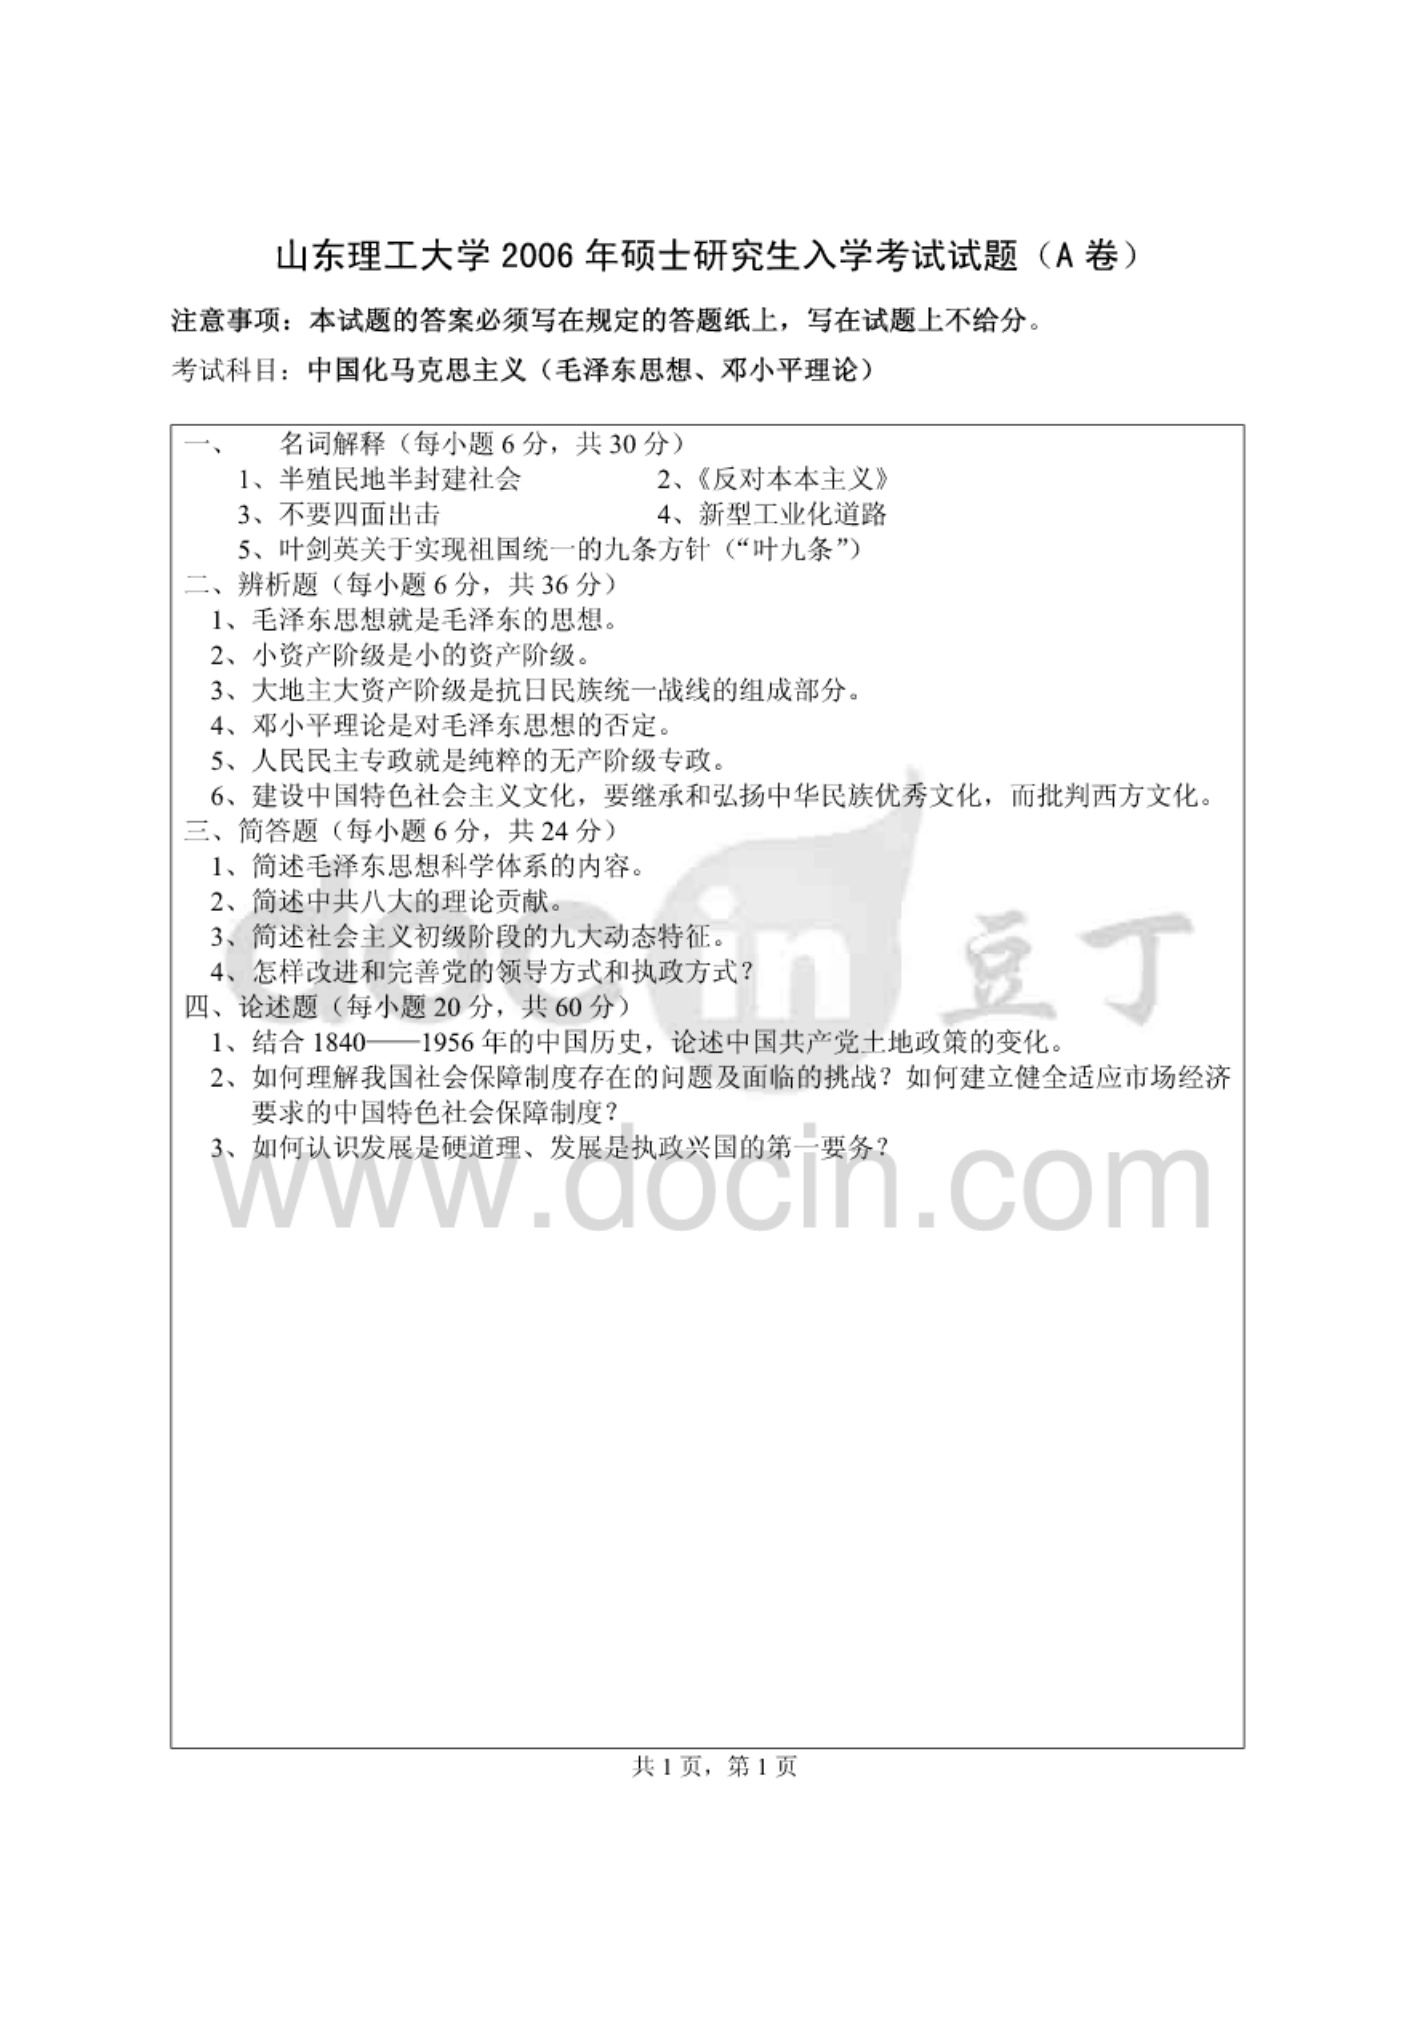 山东理工大学 2006 年硕士研究生入学考试试题（A 卷）
注意事项：本试题的答案必须写在规定的答题纸上，写在试题上不给分。
考试科目：中国化马克思主义（毛泽东思想、邓小平理论）
一、　　名词解释（每小题 6 分，共 30 分）
1、半殖民地半封建社会　　　　　2、《反对本本主义》
3、不要四面出击　　　　　　　　4、新型工业化道路
5、叶剑英关于实现祖国统一的九条方针（“叶九条”）
二、辨析题（每小题 6 分，共 36 分）
1、毛泽东思想就是毛泽东的思想。
2、小资产阶级是小的资产阶级。
3、大地主大资产阶级是抗日民族统一战线的组成部分。
4、邓小平理论是对毛泽东思想的否定。
5、人民民主专政就是纯粹的无产阶级专政。
6、建设中国特色社会主义文化，要继承和弘扬中华民族优秀文化，而批判西方文化。
三、简答题（每小题 6 分，共 24 分）
1、简述毛泽东思想科学体系的内容。
2、简述中共八大的理论贡献。
3、简述社会主义初级阶段的九大动态特征。
4、怎样改进和完善党的领导方式和执政方式？
四、论述题（每小题 20 分，共 60 分）
1、结合 1840——1956 年的中国历史，论述中国共产党土地政策的变化。
2、如何理解我国社会保障制度存在的问题及面临的挑战？如何建立健全适应市场经济
要求的中国特色社会保障制度？
3、如何认识发展是硬道理、发展是执政兴国的第一要务？
docin 豆丁
www.docin.com
共 1 页，第 1 页